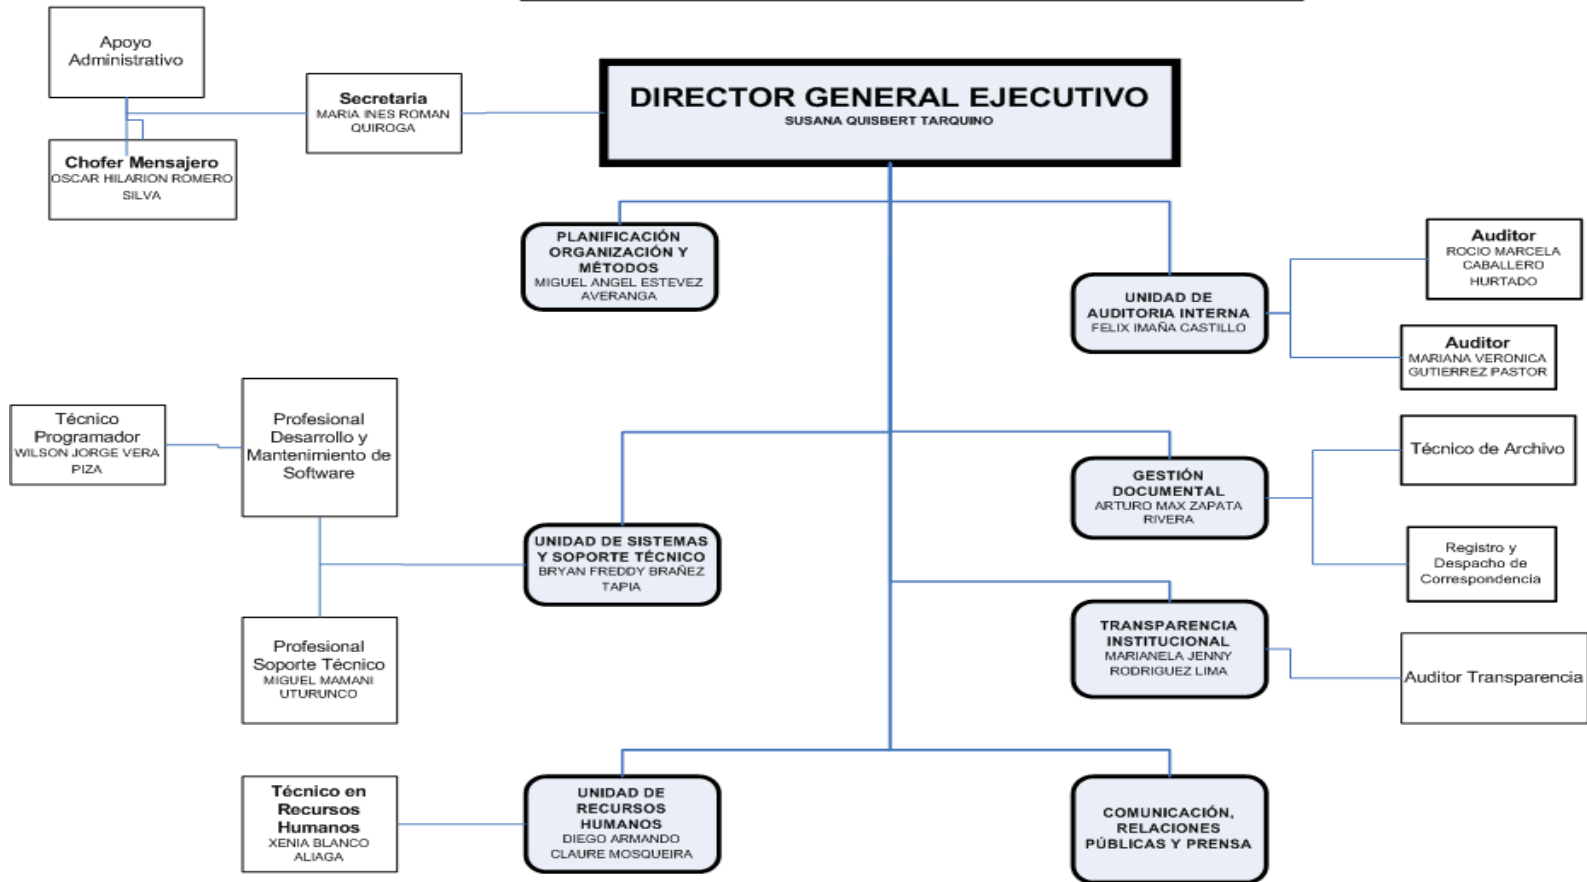 Apoyo
Administrativo
Secretaria
MARIA INES ROMAN
QUIROGA
DIRECTOR GENERAL EJECUTIVO
SUSANA QUISBERT TARQUINO
Chofer Mensajero
OSCAR HILARION ROMERO
SILVA
PLANIFICACIÓN
ORGANIZACIÓN Y
MÉTODOS
MIGUEL ANGEL ESTEVEZ
AVERANGA
UNIDAD DE
AUDITORIA INTERNA
FELIX IMAÑA CASTILLO
Auditor
ROCIO MARCELA
CABALLERO
HURTADO
Auditor
MARIANA VERONICA
GUTIERREZ PASTOR
Técnico
Programador
WILSON JORGE VERA
PIZA
Profesional
Desarrollo y
Mantenimiento de
Software
GESTIÓN
DOCUMENTAL
ARTURO MAX ZAPATA
RIVERA
Técnico de Archivo
Registro y
Despacho de
Correspondencia
UNIDAD DE SISTEMAS
Y SOPORTE TÉCNICO
BRYAN FREDDY BRAÑEZ
TAPIA
Profesional
Soporte Técnico
MIGUEL MAMANI
UTURUNCO
TRANSPARENCIA
INSTITUCIONAL
MARIANELA JENNY
RODRIGUEZ LIMA
Auditor Transparencia
Técnico en
Recursos
Humanos
XENIA BLANCO
ALIAGA
UNIDAD DE
RECURSOS
HUMANOS
DIEGO ARMANDO
CLAURE MOSQUEIRA
COMUNICACIÓN,
RELACIONES
PÚBLICAS Y PRENSA